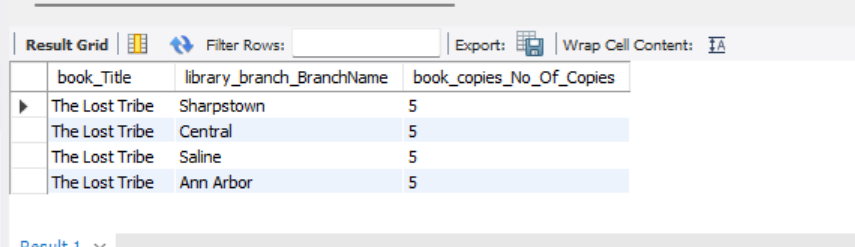 Result Grid Filter Rows: Export: Wrap Cell Content: IA
book_Title library_branch_BranchName book_copies_No_Of_Copies
The Lost Tribe Sharpstown 5
The Lost Tribe Central 5
The Lost Tribe Saline 5
The Lost Tribe Ann Arbor 5
Result 1